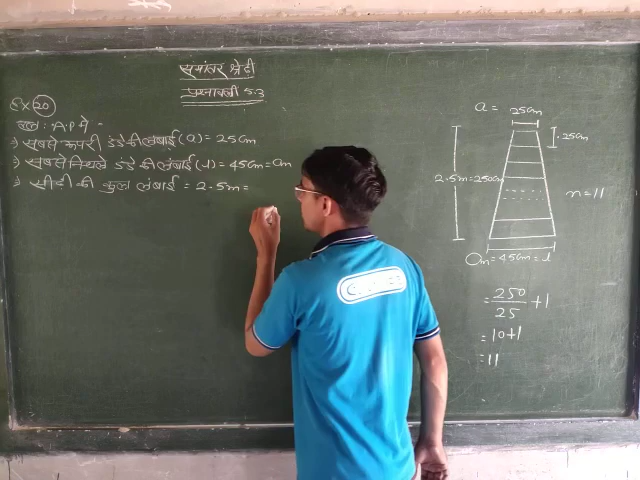 समांतर श्रेढी
प्रश्नावली 5.3
EX 20
हल: A.P में -
सबसे ऊपरी डंडे की लंबाई (a) = 25cm
सबसे निचले डंडे की लंबाई (l) = 45cm = an
सीढ़ी की कुल लंबाई = 2.5m =
a = 25cm
25cm
2.5m=250cm
n=11
an = 45cm = l
= 250/25 + 1
= 10+1
= 11